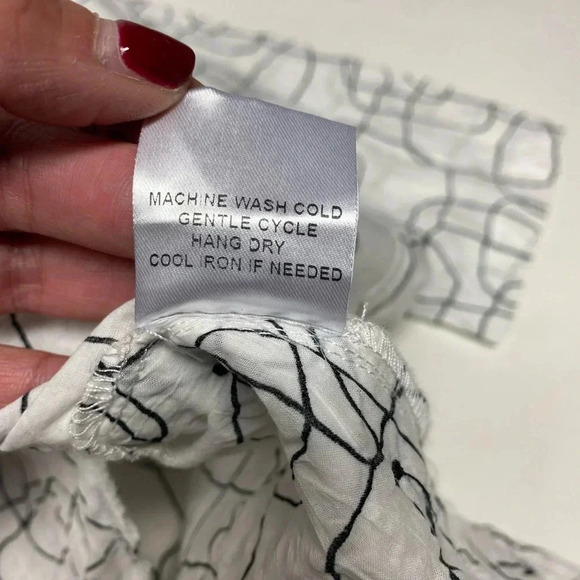 MACHINE WASH COLD
GENTLE CYCLE
HANG DRY
COOL IRON IF NEEDED